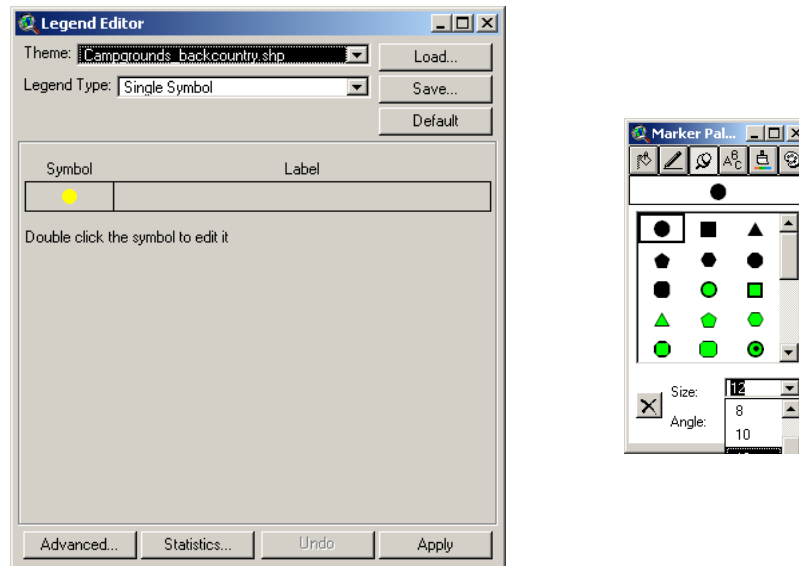 Legend Editor
Theme: Campgrounds_backcountry.shp
Load...
Legend Type: Single Symbol
Save...
Default
Symbol Label
Double click the symbol to edit it
Advanced... Statistics... Undo Apply
Marker Pal...
ABC
Size: 12
8
Angle:
10